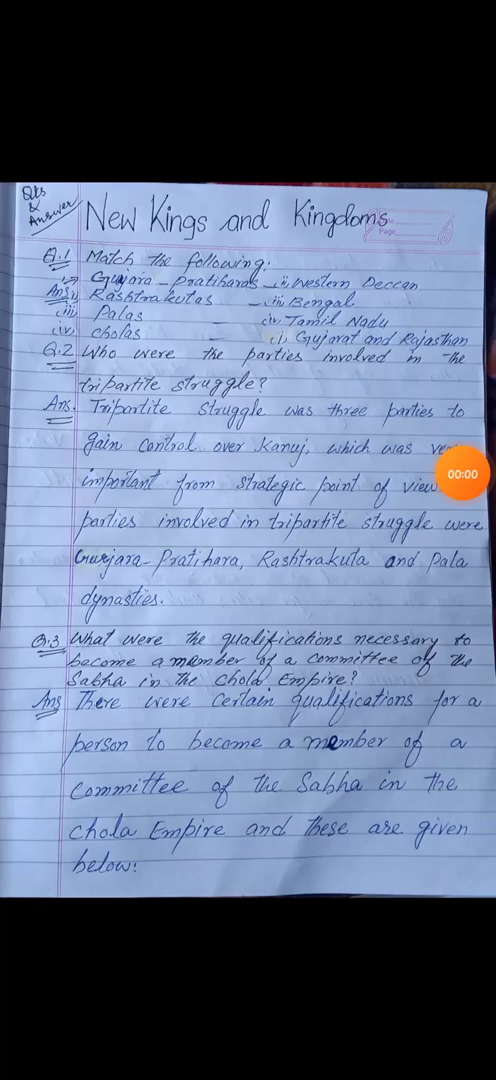 Qts
&
Answer
New Kings and Kingdoms
Page
Q.1 Match the following:
i) Gurjara - Pratiharas - ii) Western Deccan
Ans. ii) Rashtrakutas - iii) Bengal
iii) Palas - iv) Tamil Nadu
(iv) Cholas - i) Gujarat and Rajasthan
Q.2 Who were the parties involved in the
tripartite struggle?
Ans. Tripartite Struggle was three parties to
gain control over Kanuj, which was
important from strategic point of view
parties involved in tripartite struggle were
Gurjara-Pratihara, Rashtrakuta and Pala
dynasties.
00:00
Q.3 What were the qualifications necessary to
become a member of a committee of the
Sabha in the Chola Empire?
Ans There were certain qualifications for a
person to become a member of a
Committee of the Sabha in the
Chola Empire and these are given
below: